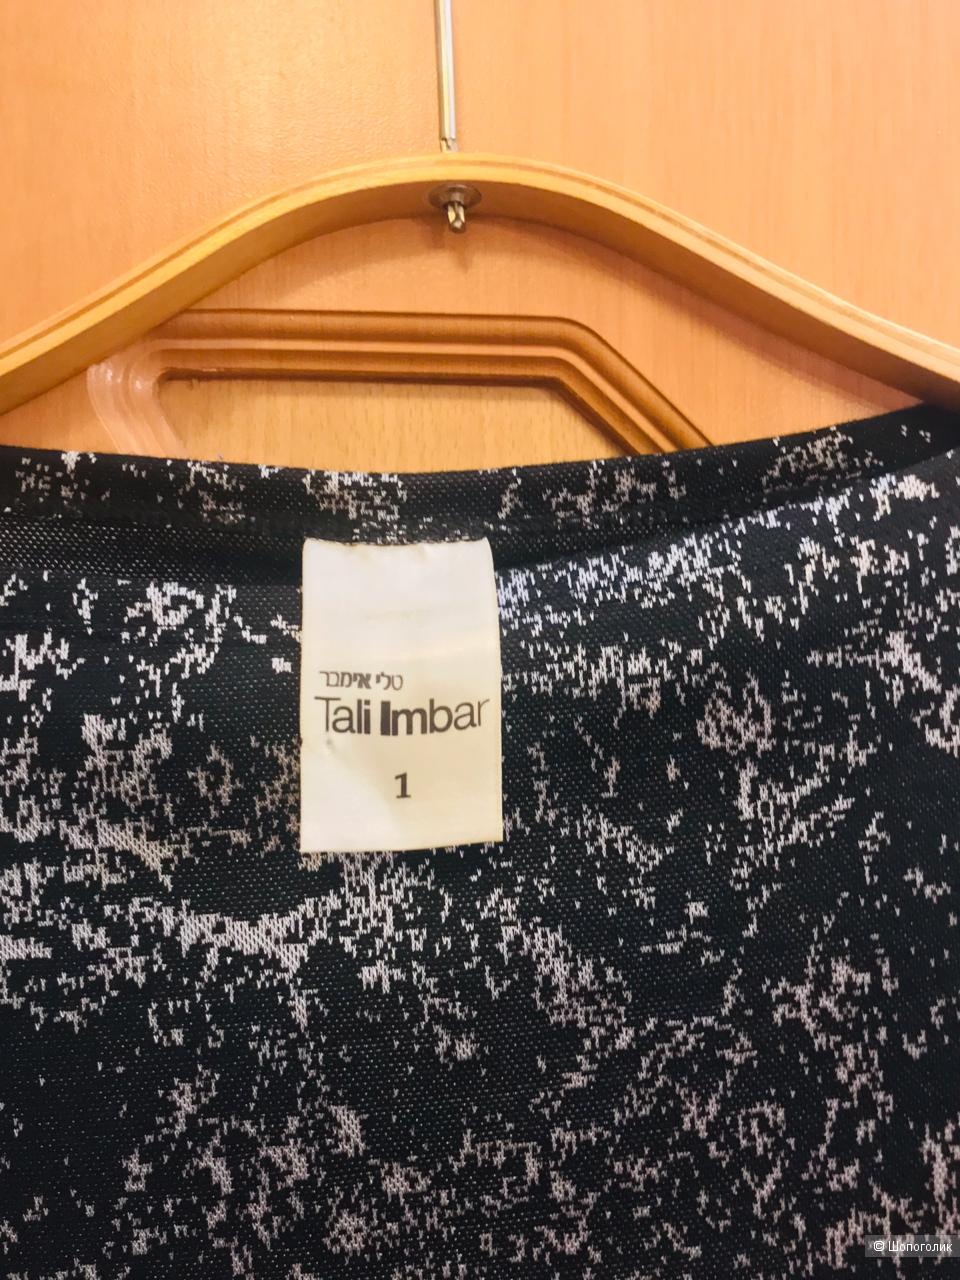 טלי אימבר
Tali Imbar
1
© Шопоголик